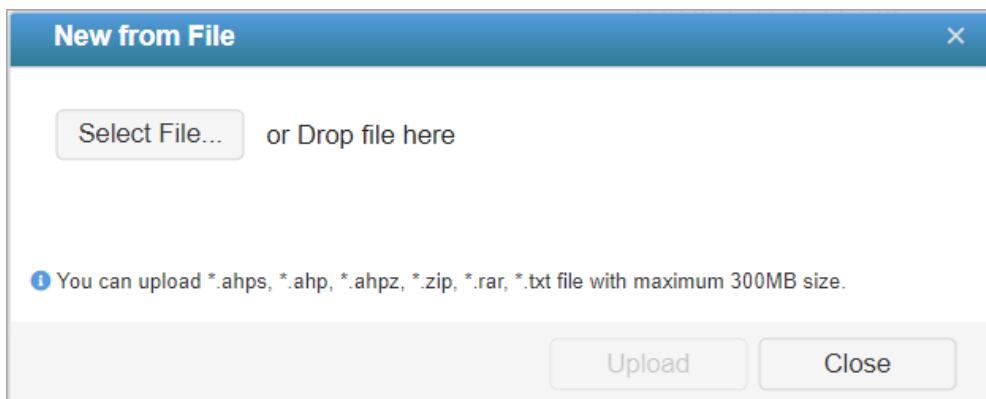 New from File ×
Select File... or Drop file here
You can upload *.ahps, *.ahp, *.ahpz, *.zip, *.rar, *.txt file with maximum 300MB size.
Upload Close